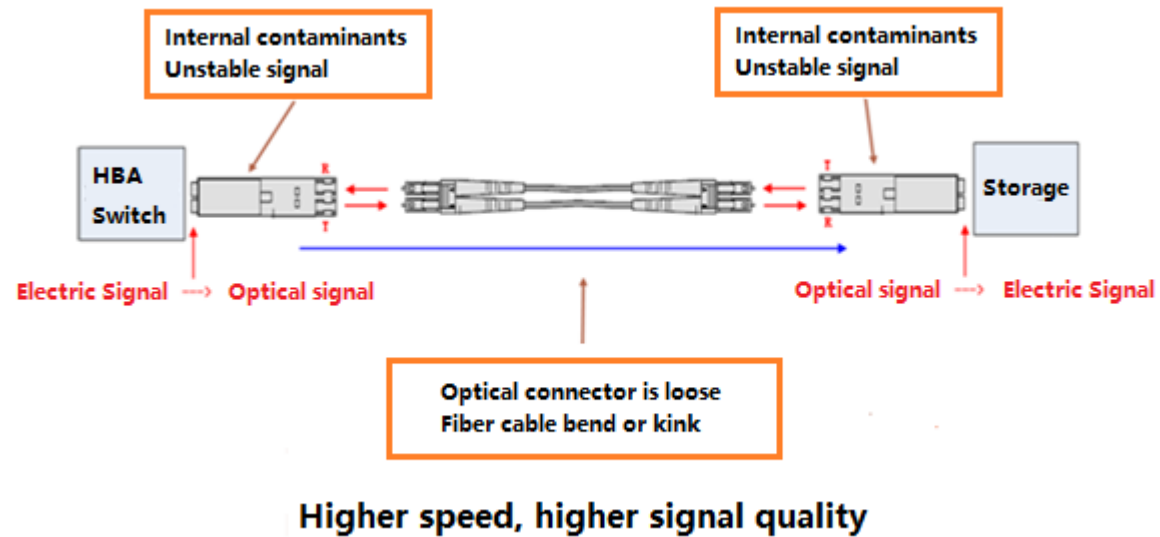 Internal contaminants
Unstable signal
Internal contaminants
Unstable signal
HBA
Switch
R
T
T
R
Storage
Electric Signal ---> Optical signal
Optical signal ---> Electric Signal
Optical connector is loose
Fiber cable bend or kink
Higher speed, higher signal quality